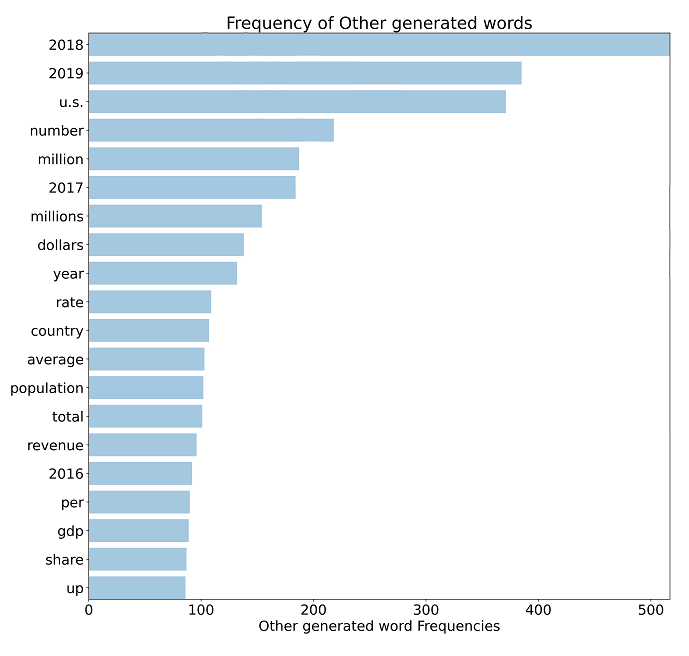 Frequency of Other generated words
2018
2019
u.s.
number
million
2017
millions
dollars
year
rate
country
average
population
total
revenue
2016
per
gdp
share
up
0 100 200 300 400 500
Other generated word Frequencies